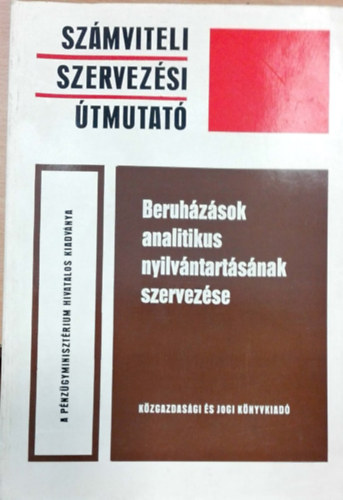 SZÁMVITELI
SZERVEZÉSI
ÚTMUTATÓ
A PÉNZÜGYMINISZTÉRIUM HIVATALOS KIADVÁNYA
Beruházások
analitikus
nyilvántartásának
szervezése
KÖZGAZDASÁGI ÉS JOGI KÖNYVKIADÓ